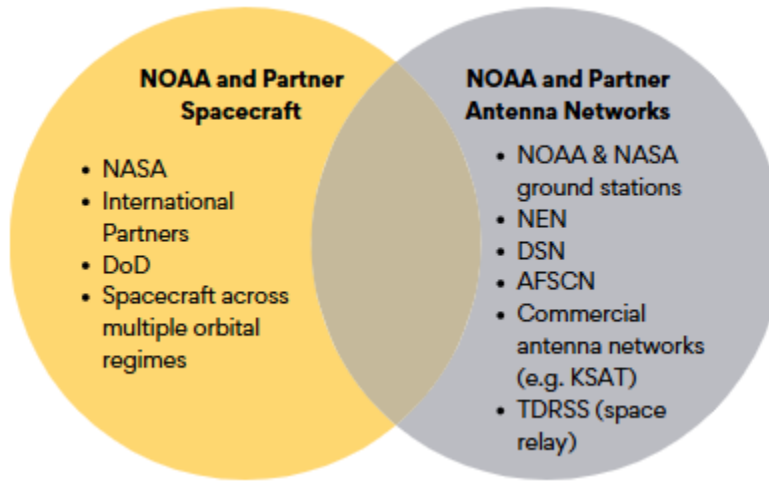 NOAA and Partner
Spacecraft
• NASA
• International
Partners
• DoD
• Spacecraft across
multiple orbital
regimes
NOAA and Partner
Antenna Networks
• NOAA & NASA
ground stations
• NEN
• DSN
• AFSCN
• Commercial
antenna networks
(e.g. KSAT)
• TDRSS (space
relay)